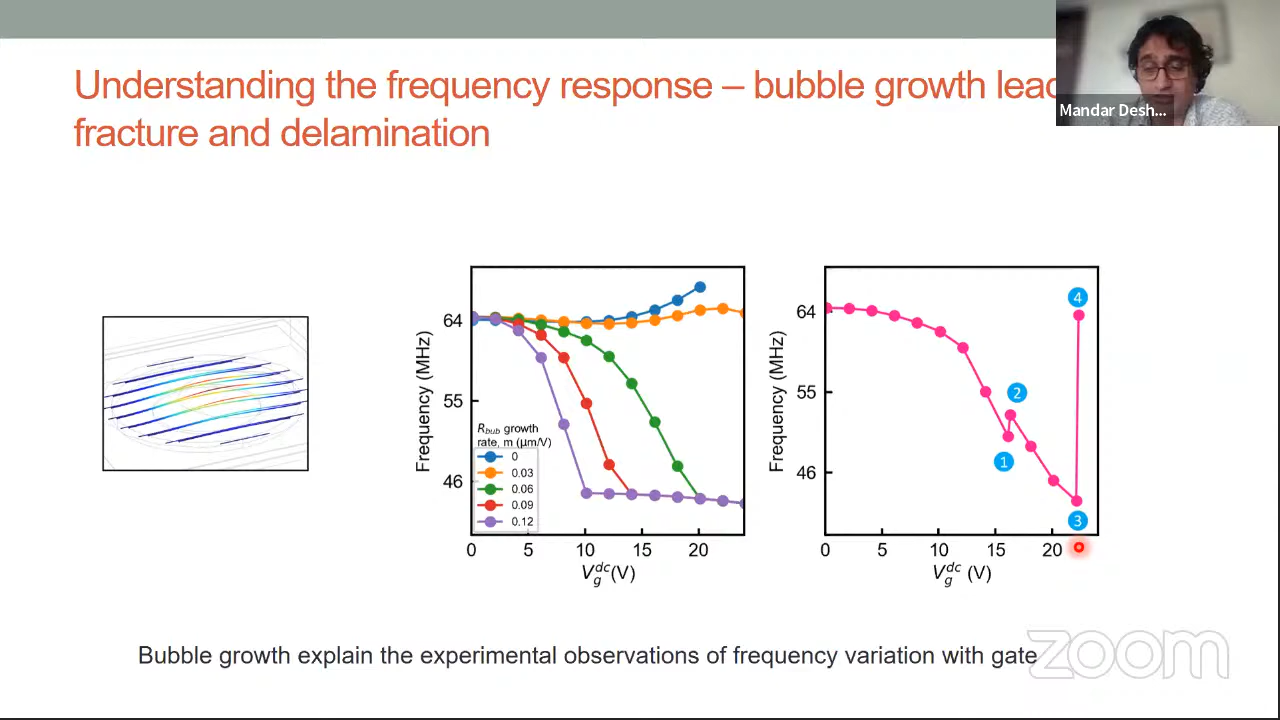 Understanding the frequency response – bubble growth lead
fracture and delamination
Mandar Desh...
Frequency (MHz)
64
55
46
R_bub growth
rate, m (μm/V)
0
0.03
0.06
0.09
0.12
0 5 10 15 20
V_g^dc(V)
Frequency (MHz)
64
55
46
1
2
3
4
0 5 10 15 20
V_g^dc (V)
Bubble growth explain the experimental observations of frequency variation with gate
zoom